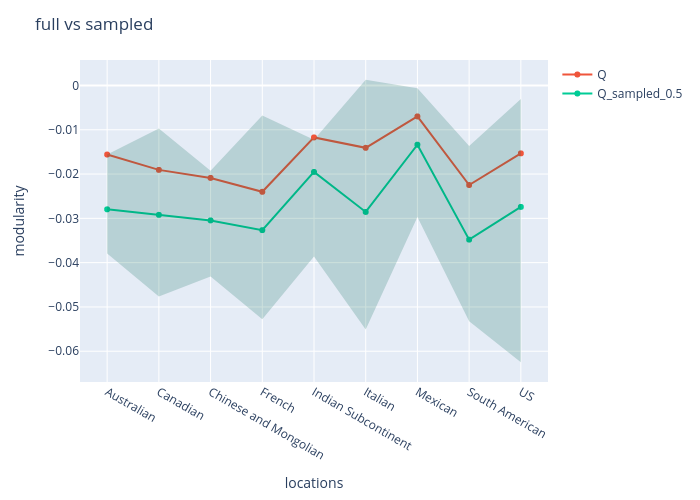 full vs sampled
Q
Q_sampled_0.5
0
−0.01
−0.02
−0.03
−0.04
−0.05
−0.06
modularity
Australian
Canadian
Chinese and Mongolian
French
Indian Subcontinent
Italian
Mexican
South American
US
locations